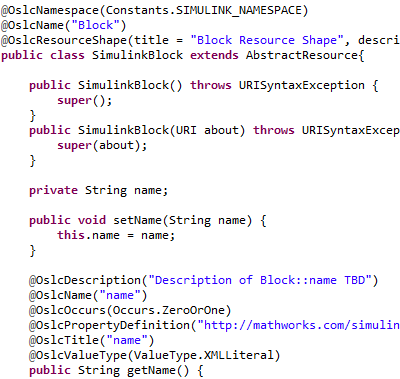 @OslcNamespace(Constants.SIMULINK_NAMESPACE)
@OslcName("Block")
@OslcResourceShape(title = "Block Resource Shape", descri
public class SimulinkBlock extends AbstractResource{
public SimulinkBlock() throws URISyntaxException {
super();
}
public SimulinkBlock(URI about) throws URISyntaxExcep
super(about);
}
private String name;
public void setName(String name) {
this.name = name;
}
@OslcDescription("Description of Block::name TBD")
@OslcName("name")
@OslcOccurs(Occurs.ZeroOrOne)
@OslcPropertyDefinition("http://mathworks.com/simulin
@OslcTitle("name")
@OslcValueType(ValueType.XMLLiteral)
public String getName() {